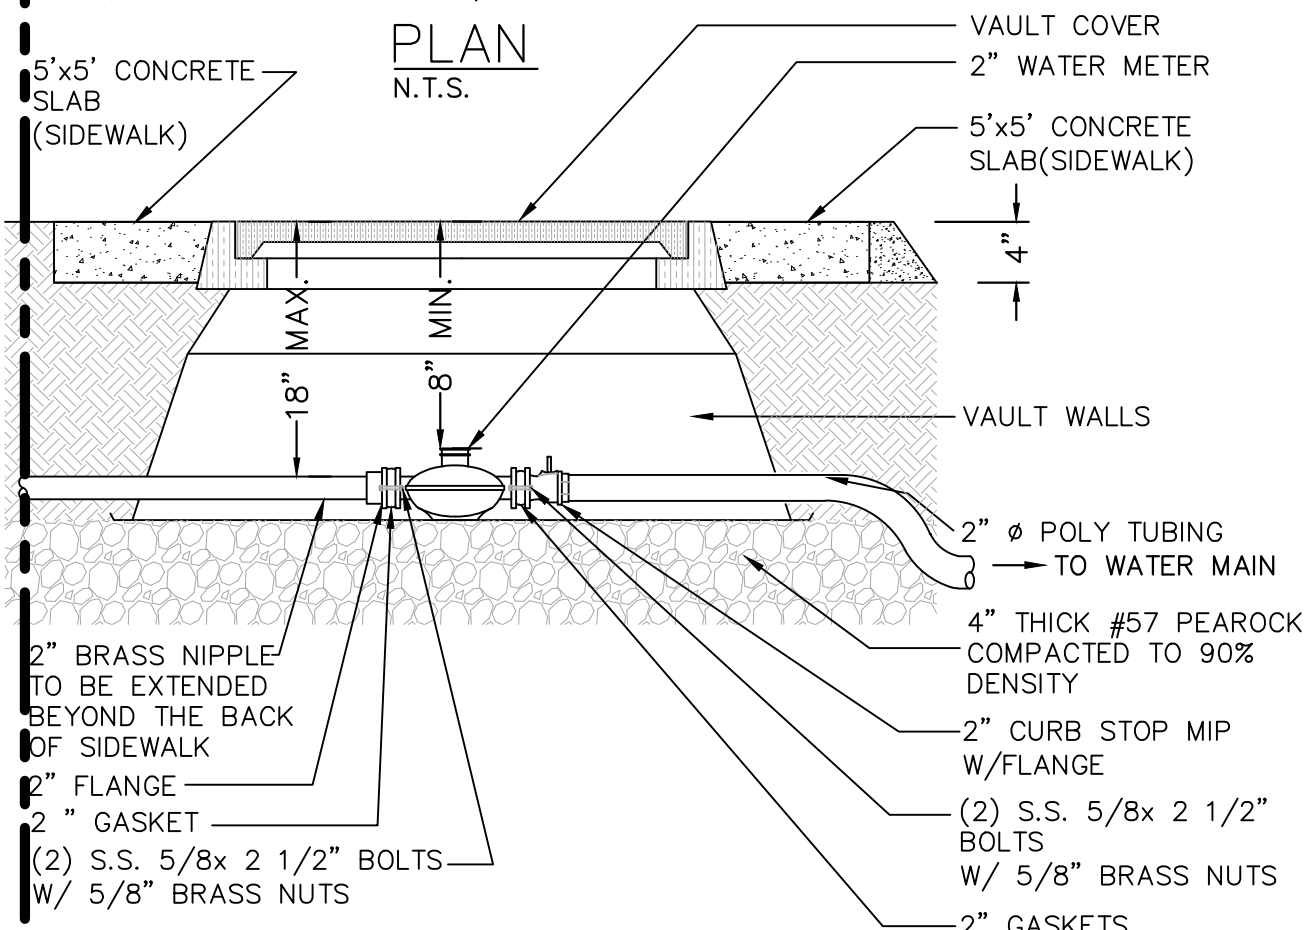 PLAN
N.T.S.
5'x5' CONCRETE
SLAB
(SIDEWALK)
VAULT COVER
2" WATER METER
5'x5' CONCRETE
SLAB(SIDEWALK)
4"
18" MAX.
8" MIN.
VAULT WALLS
2" ø POLY TUBING
TO WATER MAIN
4" THICK #57 PEAROCK
COMPACTED TO 90%
DENSITY
2" CURB STOP MIP
W/FLANGE
(2) S.S. 5/8x 2 1/2"
BOLTS
W/ 5/8" BRASS NUTS
2" GASKETS
2" BRASS NIPPLE
TO BE EXTENDED
BEYOND THE BACK
OF SIDEWALK
2" FLANGE
2 " GASKET
(2) S.S. 5/8x 2 1/2" BOLTS
W/ 5/8" BRASS NUTS